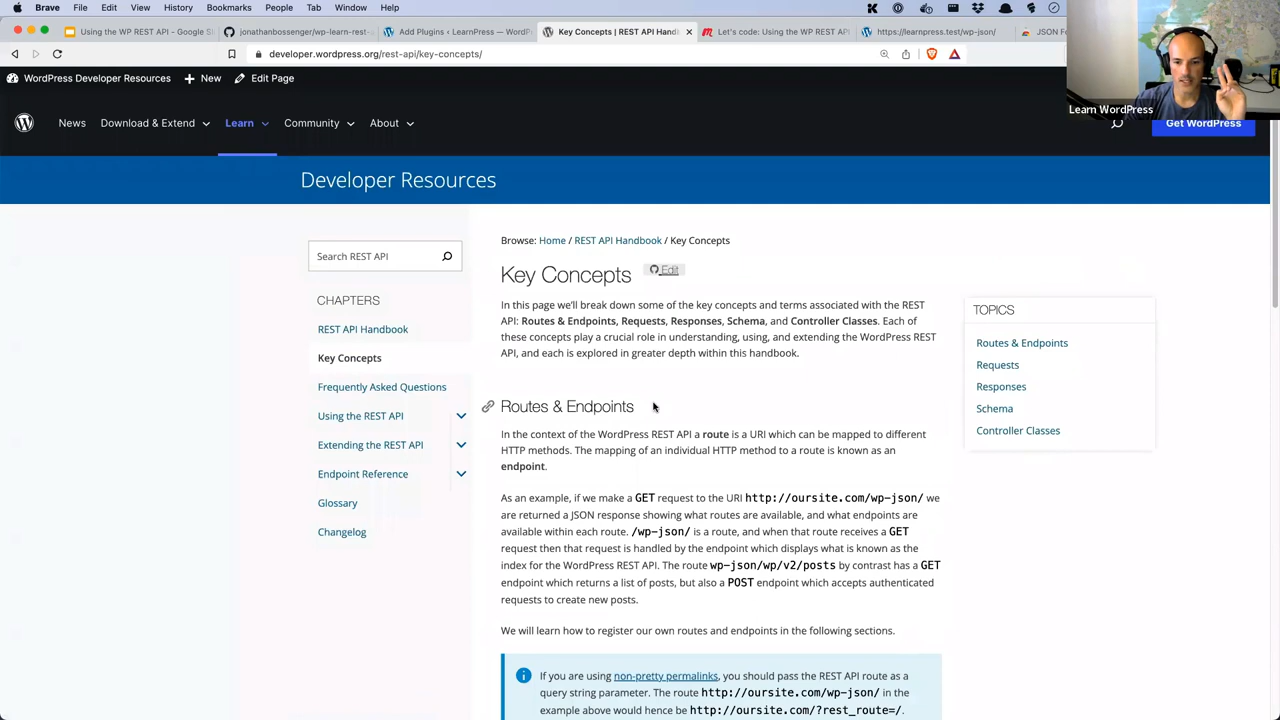 Brave File Edit View History Bookmarks People Tab Window Help
Using the WP REST API - Google Sl
jonathanbossenger/wp-learn-rest-
Add Plugins ‹ LearnPress — WordP
Key Concepts | REST API Handb
Let's code: Using the WP REST API
https://learnpress.test/wp-json/
JSON Fo
developer.wordpress.org/rest-api/key-concepts/
WordPress Developer Resources New Edit Page
Learn WordPress
News Download & Extend Learn Community About Get WordPress
Developer Resources
Search REST API
CHAPTERS
REST API Handbook
Key Concepts
Frequently Asked Questions
Using the REST API
Extending the REST API
Endpoint Reference
Glossary
Changelog
Browse: Home / REST API Handbook / Key Concepts
Key Concepts Edit
In this page we'll break down some of the key concepts and terms associated with the REST
API: Routes & Endpoints, Requests, Responses, Schema, and Controller Classes. Each of
these concepts play a crucial role in understanding, using, and extending the WordPress REST
API, and each is explored in greater depth within this handbook.
Routes & Endpoints
In the context of the WordPress REST API a route is a URI which can be mapped to different
HTTP methods. The mapping of an individual HTTP method to a route is known as an
endpoint.
As an example, if we make a GET request to the URI http://oursite.com/wp-json/ we
are returned a JSON response showing what routes are available, and what endpoints are
available within each route. /wp-json/ is a route, and when that route receives a GET
request then that request is handled by the endpoint which displays what is known as the
index for the WordPress REST API. The route wp-json/wp/v2/posts by contrast has a GET
endpoint which returns a list of posts, but also a POST endpoint which accepts authenticated
requests to create new posts.
We will learn how to register our own routes and endpoints in the following sections.
If you are using non-pretty permalinks, you should pass the REST API route as a
query string parameter. The route http://oursite.com/wp-json/ in the
example above would hence be http://oursite.com/?rest_route=/.
TOPICS
Routes & Endpoints
Requests
Responses
Schema
Controller Classes